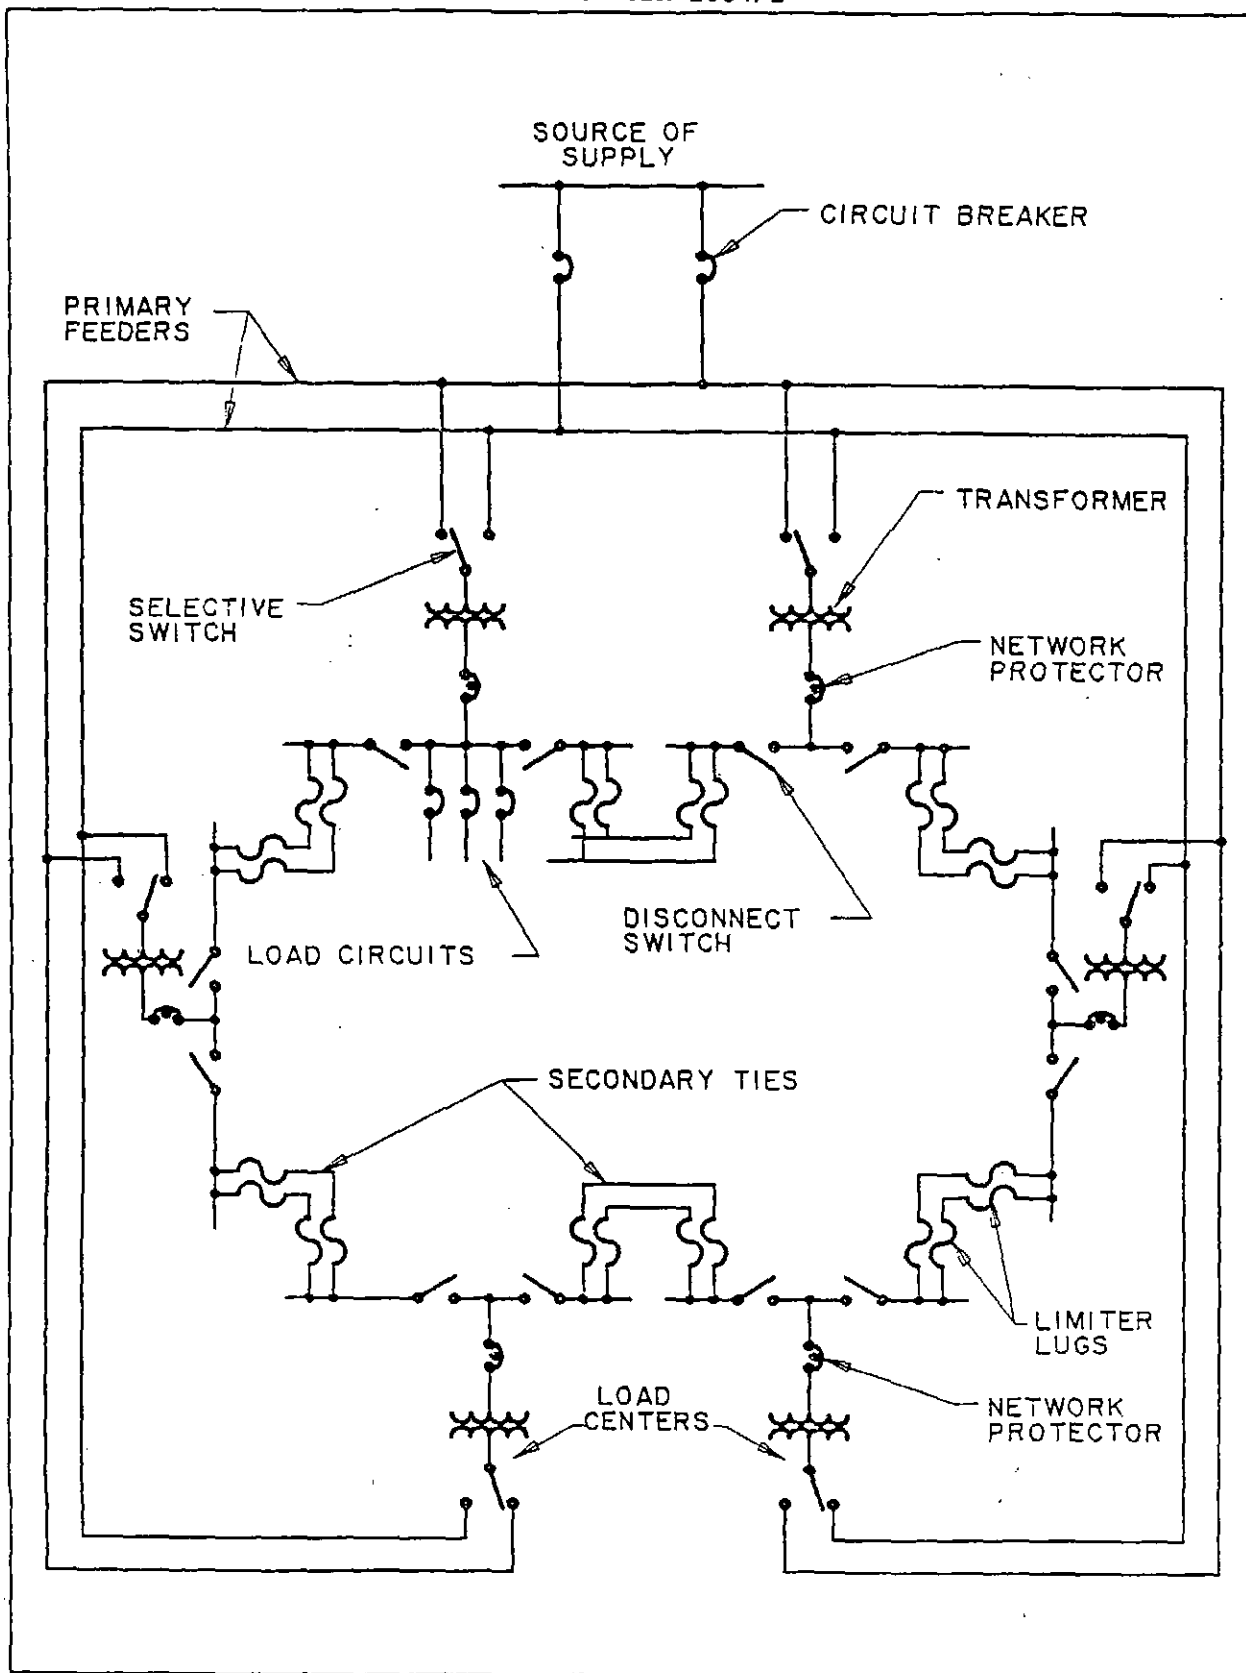 SOURCE OF
SUPPLY
CIRCUIT BREAKER
PRIMARY
FEEDERS
TRANSFORMER
SELECTIVE
SWITCH
NETWORK
PROTECTOR
DISCONNECT
SWITCH
LOAD CIRCUITS
SECONDARY TIES
LIMITER
LUGS
LOAD
CENTERS
NETWORK
PROTECTOR